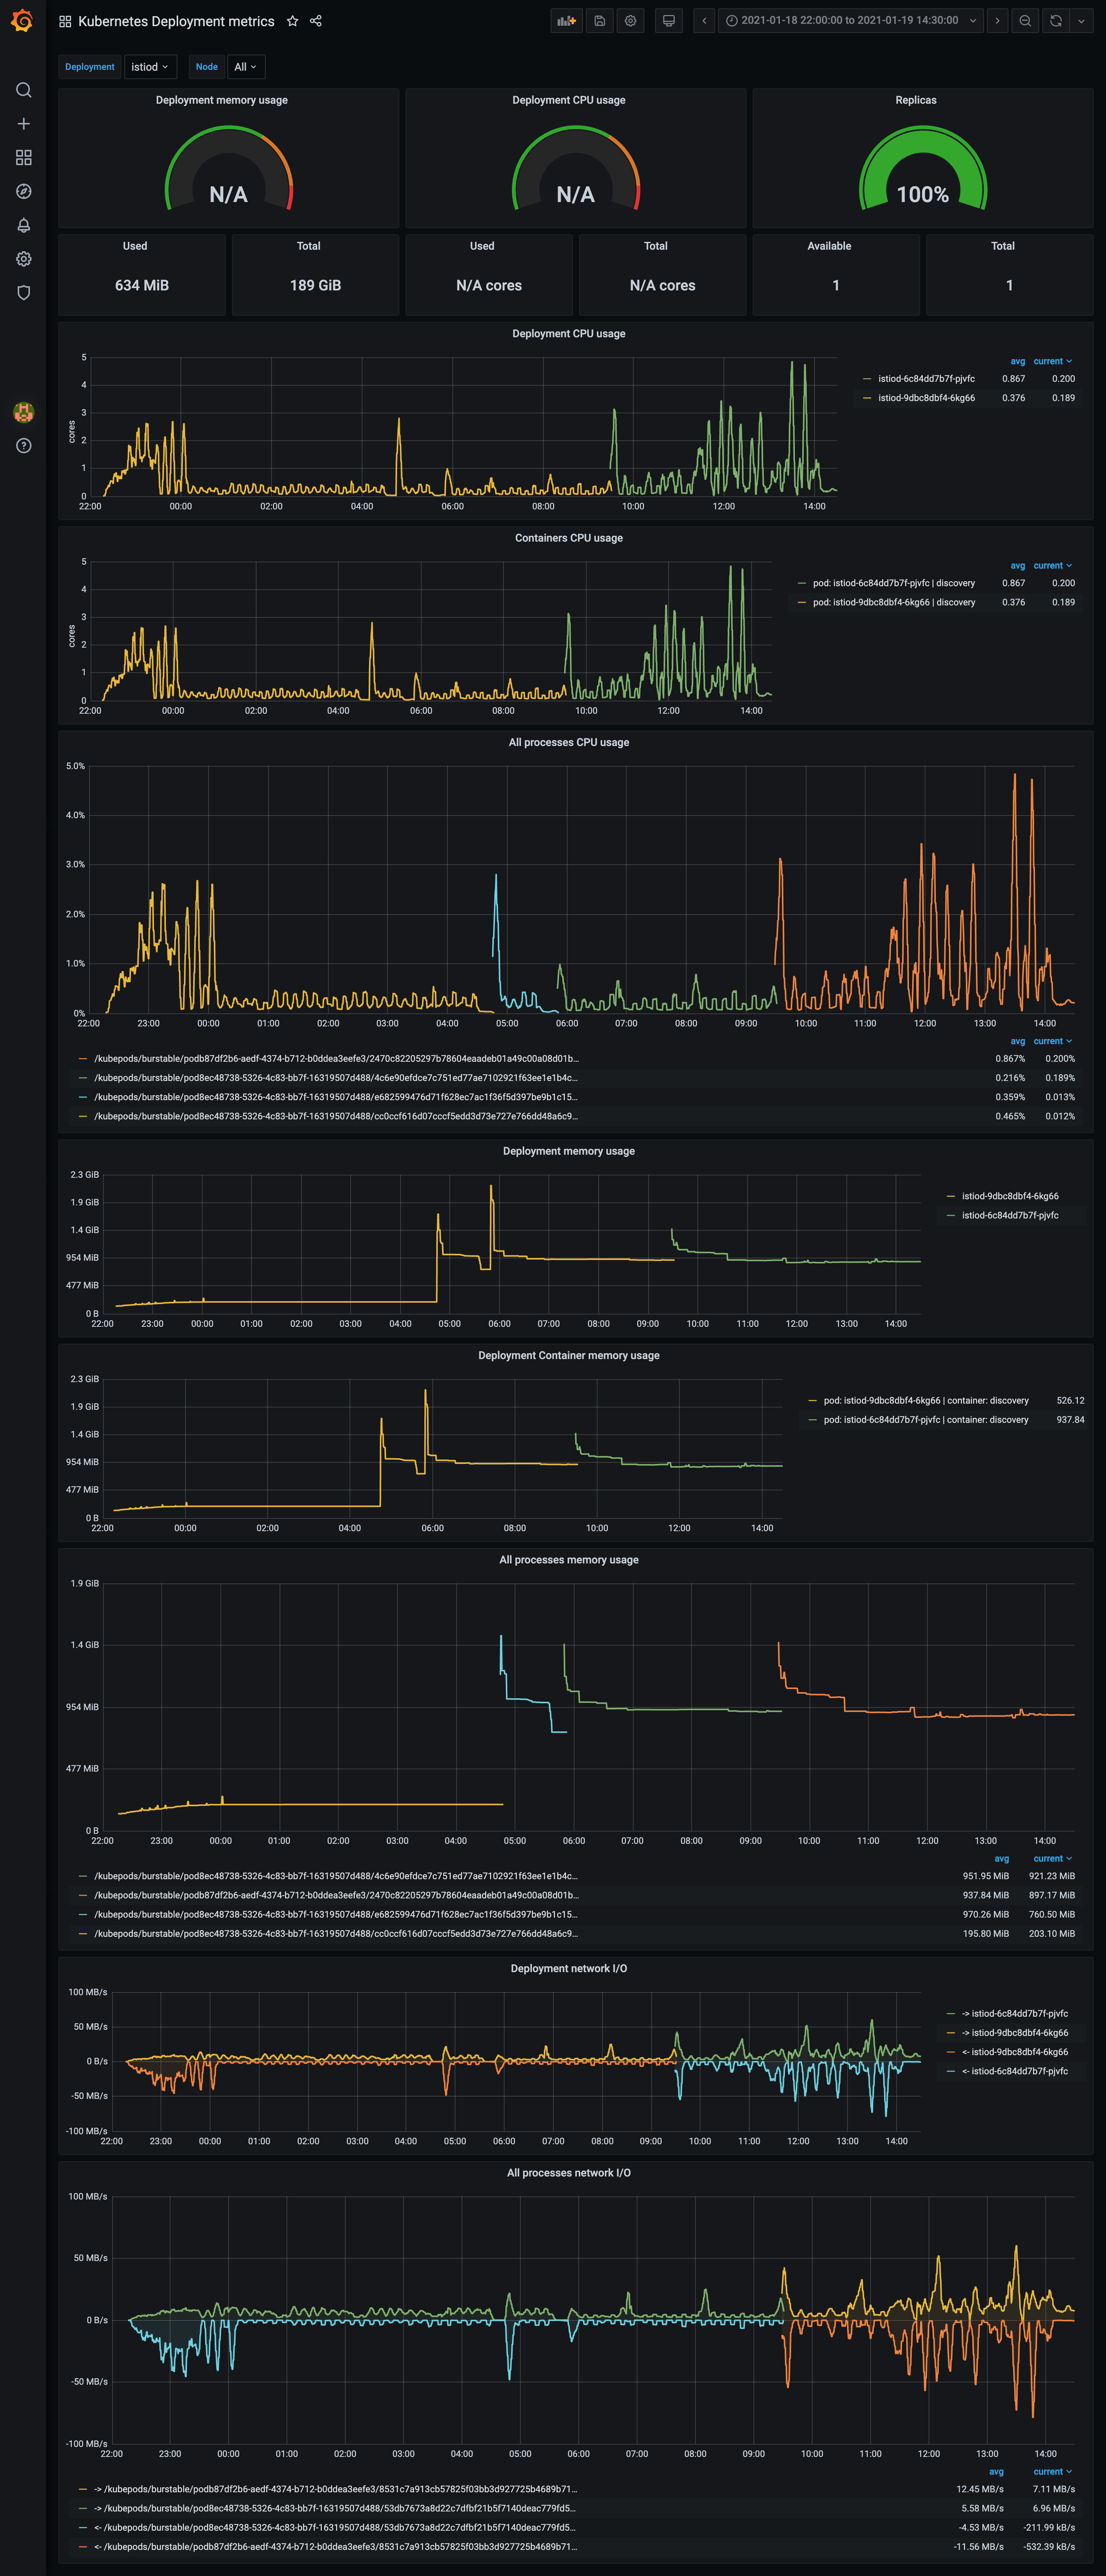 Kubernetes Deployment metrics
2021-01-18 22:00:00 to 2021-01-19 14:30:00
Deployment istiod Node All
Deployment memory usage
N/A
Deployment CPU usage
N/A
Replicas
100%
Used
634 MiB
Total
189 GiB
Used
N/A cores
Total
N/A cores
Available
1
Total
1
Deployment CPU usage
cores
5
4
3
2
1
0
22:00 00:00 02:00 04:00 06:00 08:00 10:00 12:00 14:00
avg current
istiod-6c84dd7b7f-pjvfc 0.867 0.200
istiod-9dbc8dbf4-6kg66 0.376 0.189
Containers CPU usage
cores
5
4
3
2
1
0
22:00 00:00 02:00 04:00 06:00 08:00 10:00 12:00 14:00
avg current
pod: istiod-6c84dd7b7f-pjvfc | discovery 0.867 0.200
pod: istiod-9dbc8dbf4-6kg66 | discovery 0.376 0.189
All processes CPU usage
5.0%
4.0%
3.0%
2.0%
1.0%
0%
22:00 23:00 00:00 01:00 02:00 03:00 04:00 05:00 06:00 07:00 08:00 09:00 10:00 11:00 12:00 13:00 14:00
avg current
/kubepods/burstable/podb87df2b6-aedf-4374-b712-b0ddea3eefe3/2470c82205297b78604eaadeb01a49c00a08d01b... 0.867% 0.200%
/kubepods/burstable/pod8ec48738-5326-4c83-bb7f-16319507d488/4c6e90efdce7c751ed77ae7102921f63ee1e1b4c... 0.216% 0.189%
/kubepods/burstable/pod8ec48738-5326-4c83-bb7f-16319507d488/e682599476d71f628ec7ac1f36f5d397be9b1c15... 0.359% 0.013%
/kubepods/burstable/pod8ec48738-5326-4c83-bb7f-16319507d488/cc0ccf616d07cccf5edd3d73e727e766dd48a6c9... 0.465% 0.012%
Deployment memory usage
2.3 GiB
1.9 GiB
1.4 GiB
954 MiB
477 MiB
0 B
22:00 23:00 00:00 01:00 02:00 03:00 04:00 05:00 06:00 07:00 08:00 09:00 10:00 11:00 12:00 13:00 14:00
istiod-9dbc8dbf4-6kg66
istiod-6c84dd7b7f-pjvfc
Deployment Container memory usage
2.3 GiB
1.9 GiB
1.4 GiB
954 MiB
477 MiB
0 B
22:00 00:00 02:00 04:00 06:00 08:00 10:00 12:00 14:00
pod: istiod-9dbc8dbf4-6kg66 | container: discovery 526.12
pod: istiod-6c84dd7b7f-pjvfc | container: discovery 937.84
All processes memory usage
1.9 GiB
1.4 GiB
954 MiB
477 MiB
0 B
22:00 23:00 00:00 01:00 02:00 03:00 04:00 05:00 06:00 07:00 08:00 09:00 10:00 11:00 12:00 13:00 14:00
avg current
/kubepods/burstable/pod8ec48738-5326-4c83-bb7f-16319507d488/4c6e90efdce7c751ed77ae7102921f63ee1e1b4c... 951.95 MiB 921.23 MiB
/kubepods/burstable/podb87df2b6-aedf-4374-b712-b0ddea3eefe3/2470c82205297b78604eaadeb01a49c00a08d01b... 937.84 MiB 897.17 MiB
/kubepods/burstable/pod8ec48738-5326-4c83-bb7f-16319507d488/e682599476d71f628ec7ac1f36f5d397be9b1c15... 970.26 MiB 760.50 MiB
/kubepods/burstable/pod8ec48738-5326-4c83-bb7f-16319507d488/cc0ccf616d07cccf5edd3d73e727e766dd48a6c9... 195.80 MiB 203.10 MiB
Deployment network I/O
100 MB/s
50 MB/s
0 B/s
-50 MB/s
-100 MB/s
22:00 23:00 00:00 01:00 02:00 03:00 04:00 05:00 06:00 07:00 08:00 09:00 10:00 11:00 12:00 13:00 14:00
-> istiod-6c84dd7b7f-pjvfc
-> istiod-9dbc8dbf4-6kg66
<- istiod-9dbc8dbf4-6kg66
<- istiod-6c84dd7b7f-pjvfc
All processes network I/O
100 MB/s
50 MB/s
0 B/s
-50 MB/s
-100 MB/s
22:00 23:00 00:00 01:00 02:00 03:00 04:00 05:00 06:00 07:00 08:00 09:00 10:00 11:00 12:00 13:00 14:00
avg current
-> /kubepods/burstable/podb87df2b6-aedf-4374-b712-b0ddea3eefe3/8531c7a913cb57825f03bb3d927725b4689b71... 12.45 MB/s 7.11 MB/s
-> /kubepods/burstable/pod8ec48738-5326-4c83-bb7f-16319507d488/53db7673a8d22c7dfbf21b5f7140deac779fd5... 5.58 MB/s 6.96 MB/s
<- /kubepods/burstable/pod8ec48738-5326-4c83-bb7f-16319507d488/53db7673a8d22c7dfbf21b5f7140deac779fd5... -4.53 MB/s -211.99 kB/s
<- /kubepods/burstable/podb87df2b6-aedf-4374-b712-b0ddea3eefe3/8531c7a913cb57825f03bb3d927725b4689b71... -11.56 MB/s -532.39 kB/s